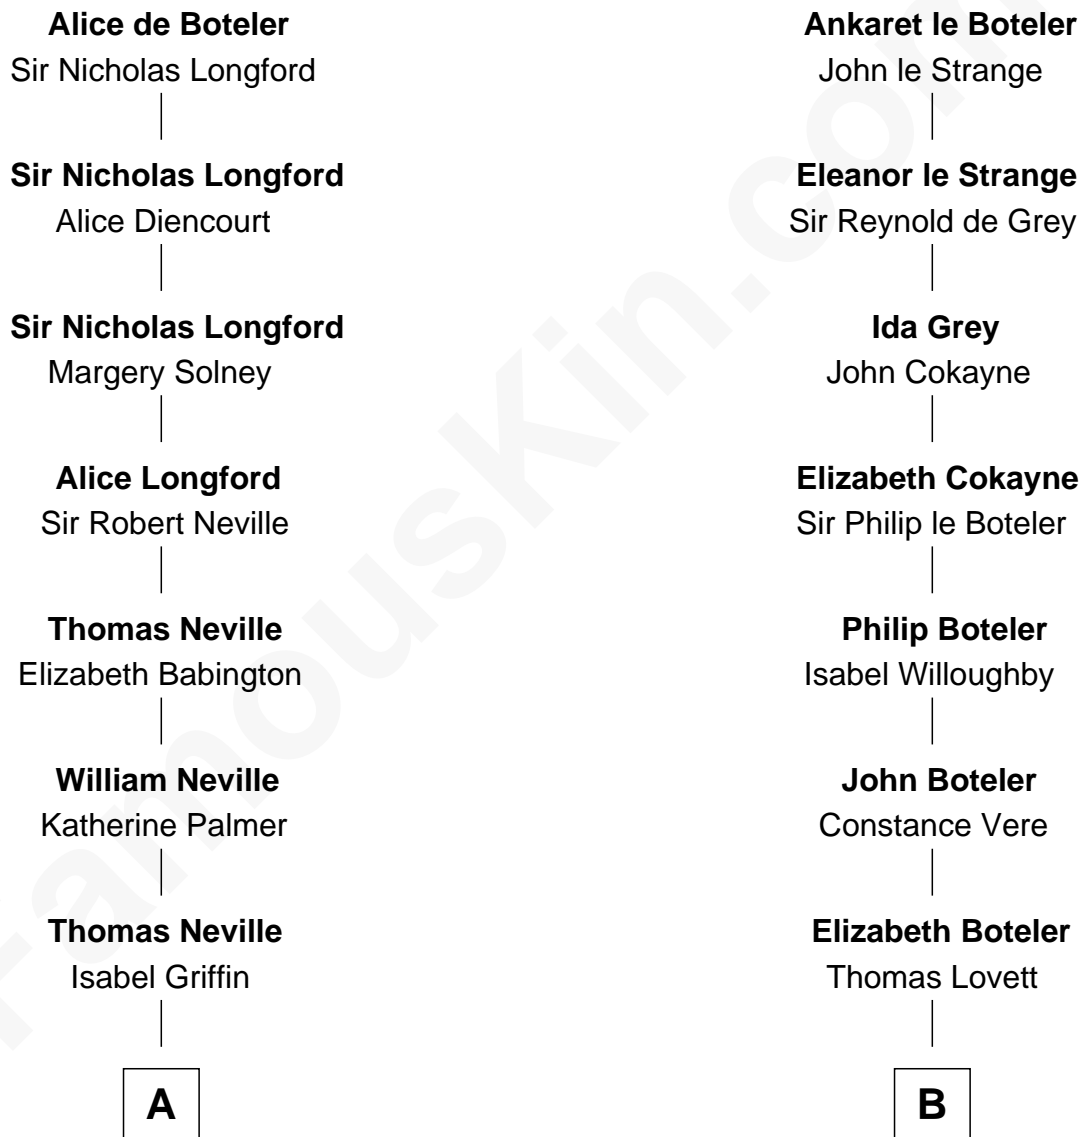 Alice de Boteler
Sir Nicholas Longford
Sir Nicholas Longford
Alice Diencourt
Sir Nicholas Longford
Margery Solney
Alice Longford
Sir Robert Neville
Thomas Neville
Elizabeth Babington
William Neville
Katherine Palmer
Thomas Neville
Isabel Griffin
A
Ankaret le Boteler
John le Strange
Eleanor le Strange
Sir Reynold de Grey
Ida Grey
John Cokayne
Elizabeth Cokayne
Sir Philip le Boteler
Philip Boteler
Isabel Willoughby
John Boteler
Constance Vere
Elizabeth Boteler
Thomas Lovett
B
FamousKin.com